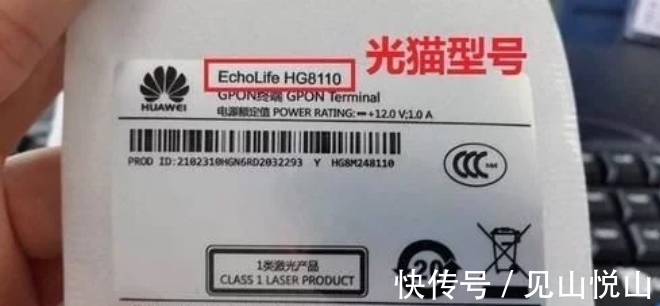 光猫型号
EchoLife HG8110
GPON终端 GPON Terminal
HUAWEI
电源额定值 POWER RATING: ⎓+12.0 V;1.0 A
PROD ID:2102310HGN6RD2032293 Y HG8M248110
CCC
20
1类激光产品
CLASS 1 LASER PRODUCT
快传号 / 见山悦山